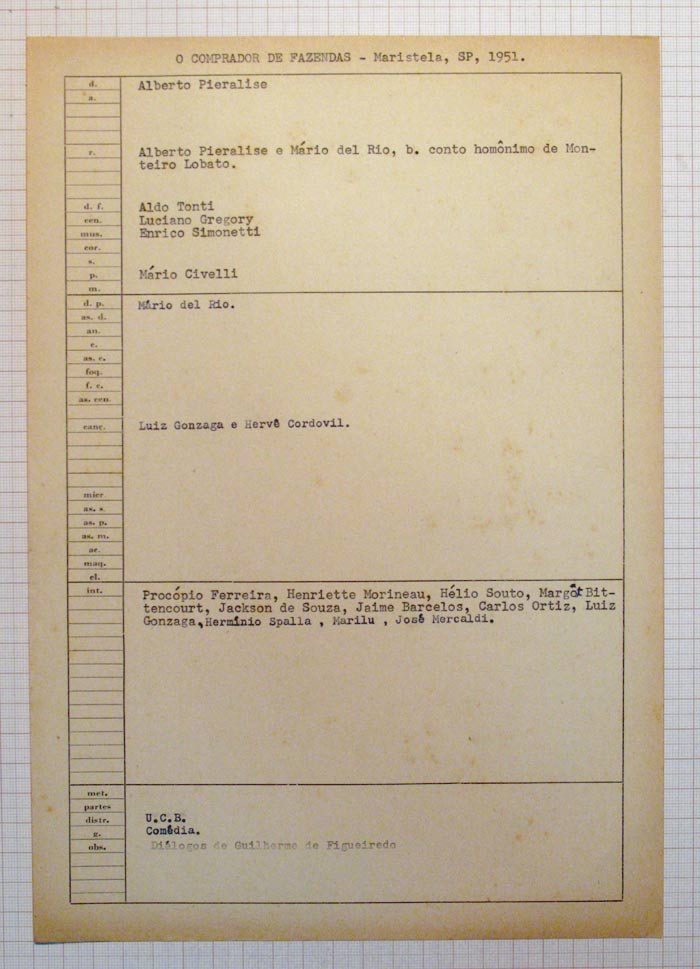 O COMPRADOR DE FAZENDAS - Maristela, SP, 1951.
d. Alberto Pieralise
a.
r. Alberto Pieralise e Mário del Rio, b. conto homônimo de Mon-
teiro Lobato.
d. f. Aldo Tonti
cen. Luciano Gregory
mus. Enrico Simonetti
cor.
s.
p. Mário Civelli
m.
d. p. Mário del Rio.
as. d.
an.
c.
as. c.
foq.
f. c.
as. cen.
canç. Luiz Gonzaga e Hervê Cordovil.
micr.
as. s.
as. p.
as. m.
ae.
maq.
el.
int. Procópio Ferreira, Henriette Morineau, Hélio Souto, Margôt Bit-
tencourt, Jackson de Souza, Jaime Barcelos, Carlos Ortiz, Luiz
Gonzaga, Hermínio Spalla , Marilu , José Mercaldi.
met.
partes
distr. U.C.B.
g. Comédia.
obs. Diálogos de Guilherme de Figueiredo